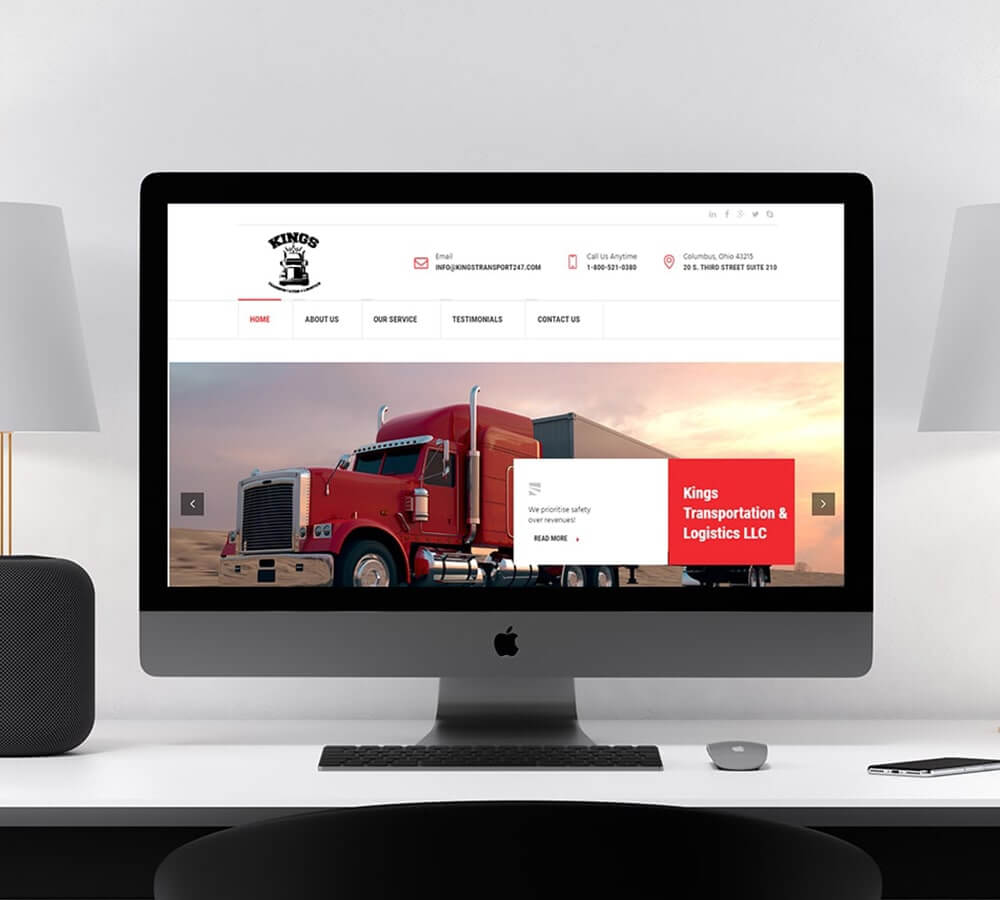 KINGS
Email
INFO@KINGSTRANSPORT247.COM
Call Us Anytime
1-800-521-0380
Columbus, Ohio 43215
20 S. THIRD STREET SUITE 210
HOME
ABOUT US
OUR SERVICE
TESTIMONIALS
CONTACT US
We prioritise safety
over revenues!
READ MORE
Kings
Transportation &
Logistics LLC